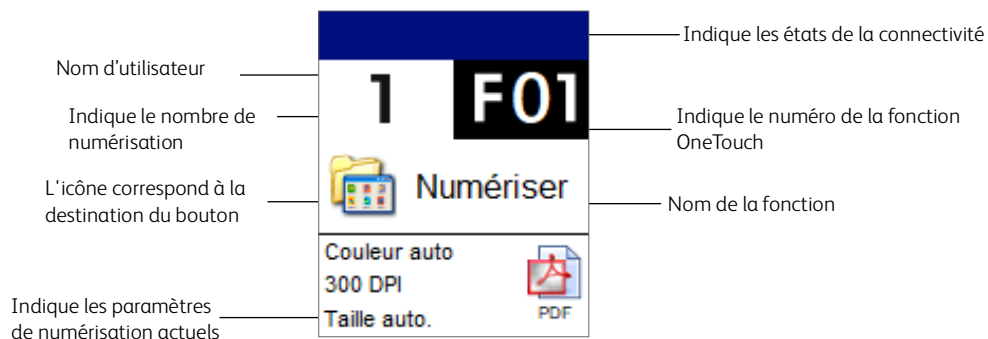 Indique les états de la connectivité
Nom d'utilisateur
1
F01
Indique le nombre de
numérisation
Indique le numéro de la fonction
OneTouch
L'icône correspond à la
destination du bouton
Numériser
Nom de la fonction
Couleur auto
300 DPI
Taille auto.
PDF
Indique les paramètres
de numérisation actuels